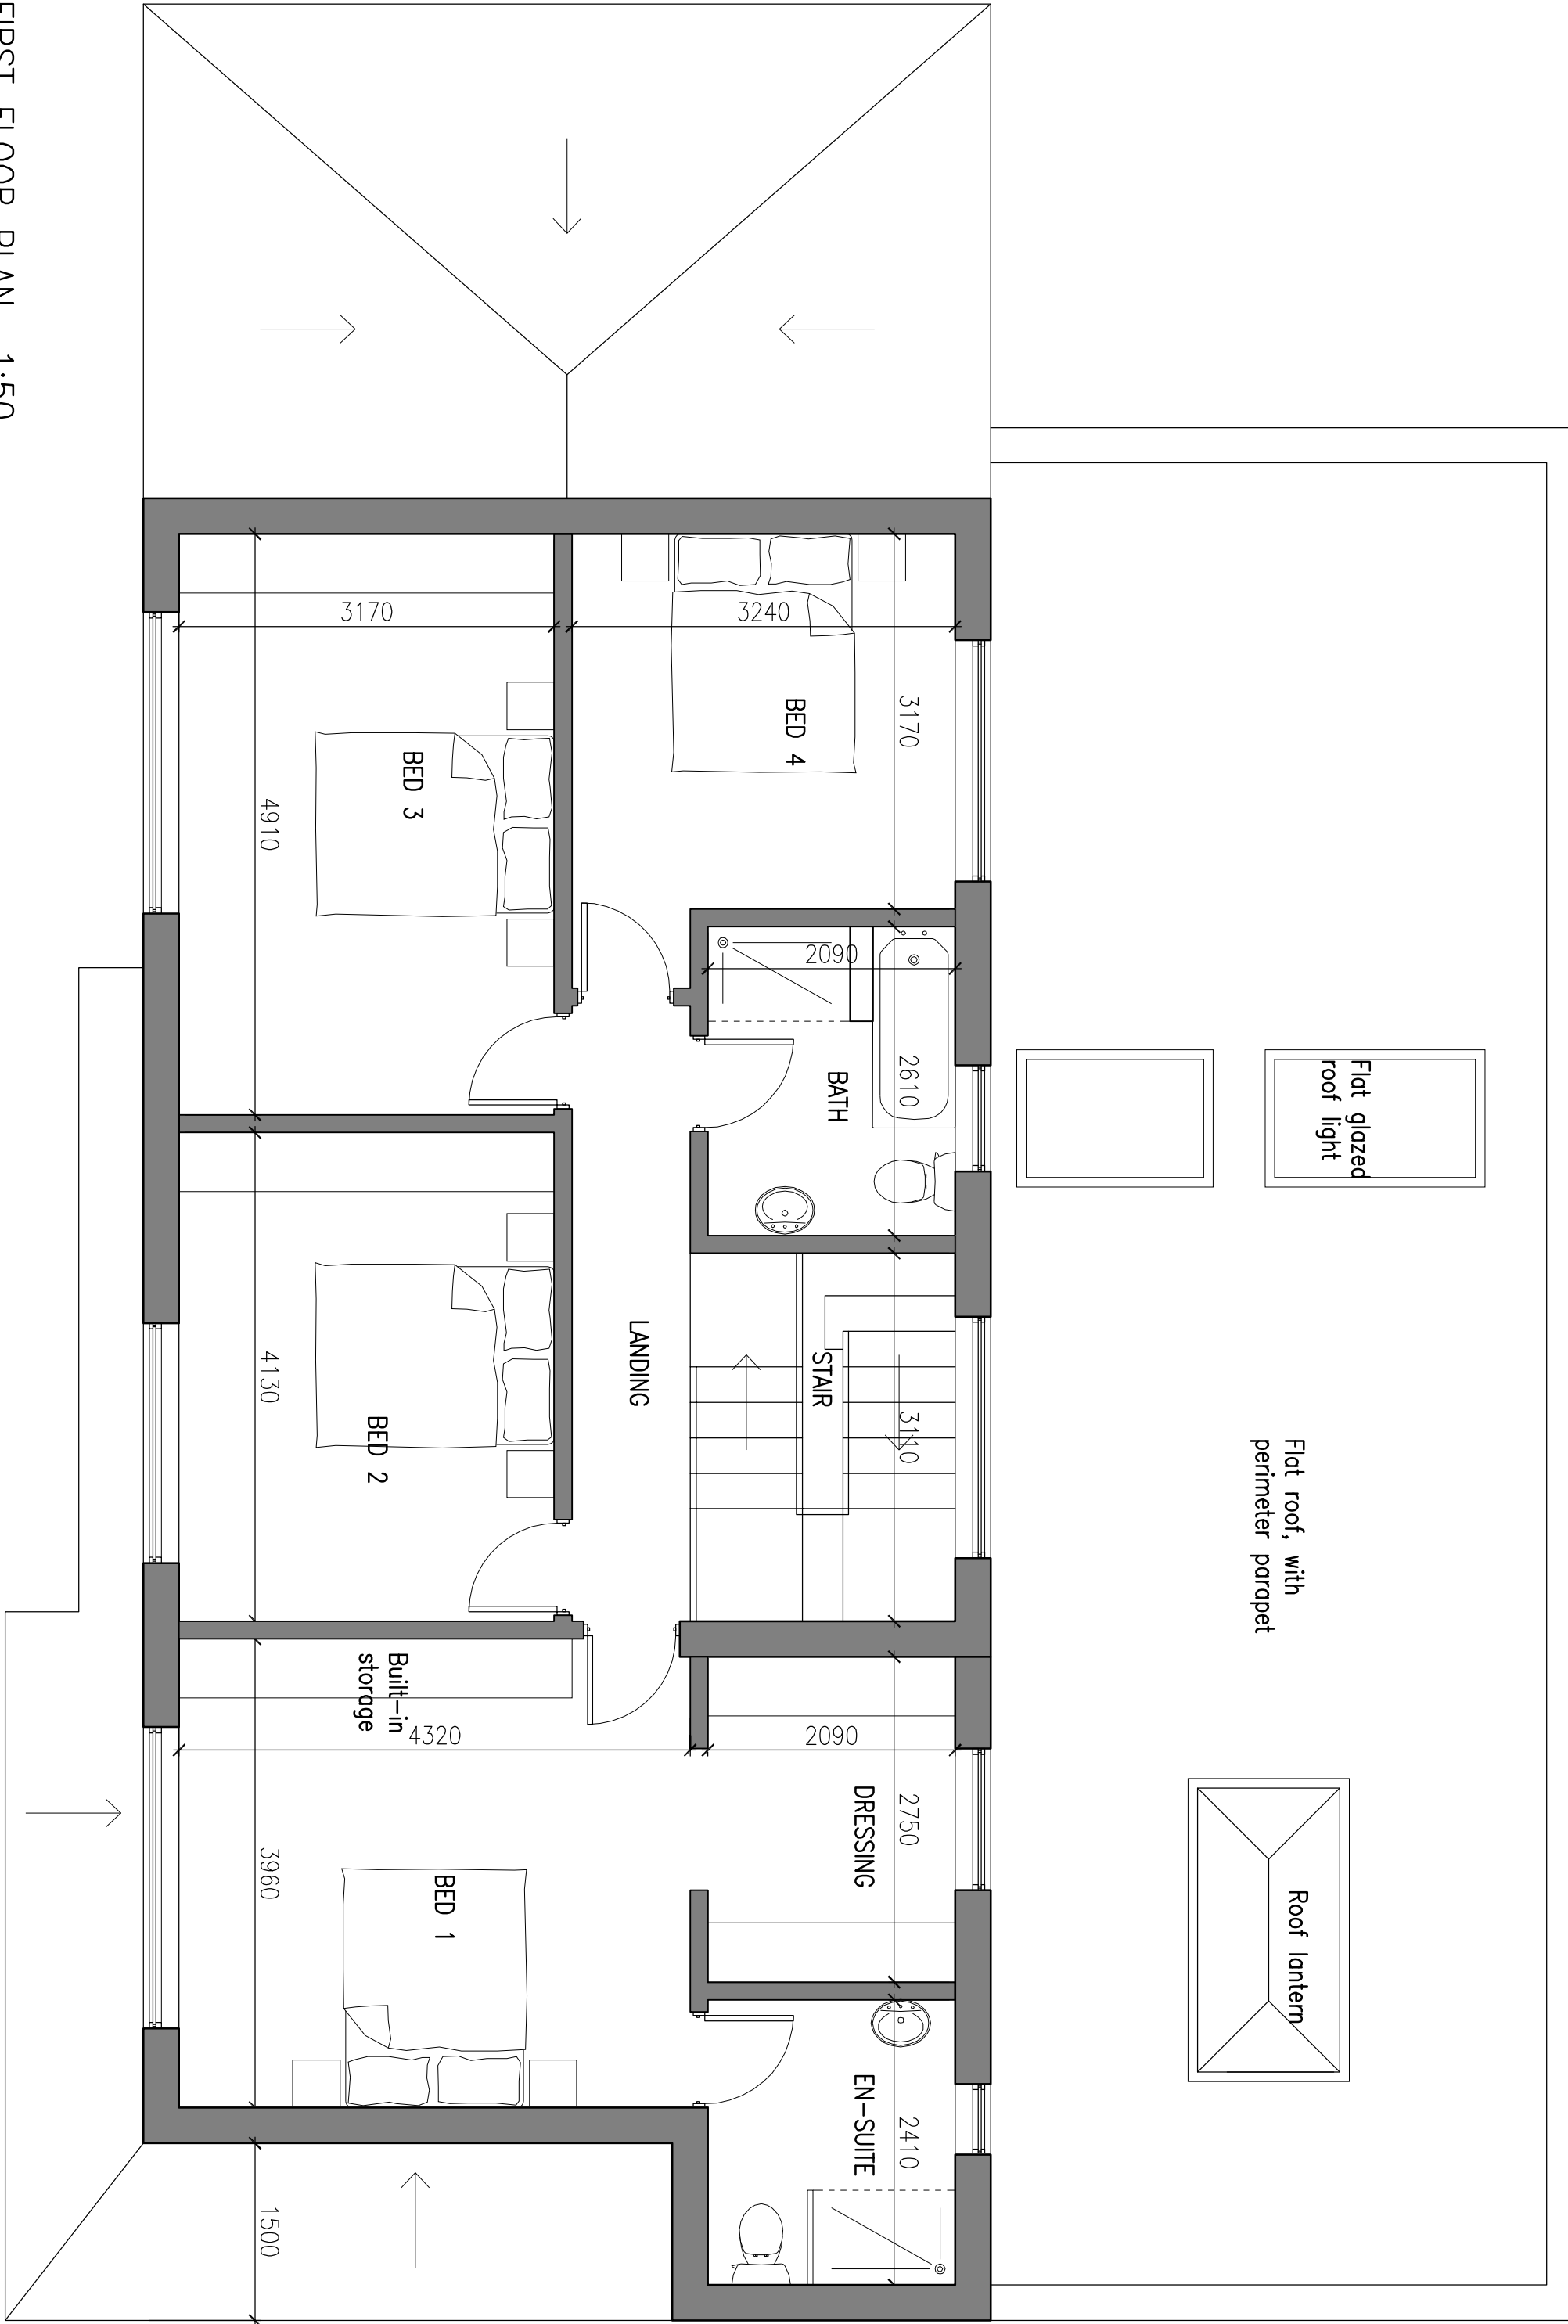 Flat glazed
roof light
Flat roof, with
perimeter parapet
Roof lantern
3170
2610
3110
2750
2410
3240
2090
2090
BED 4
BATH
STAIR
DRESSING
EN-SUITE
LANDING
3170
4320
BED 3
BED 2
BED 1
Built-in
storage
4910
4130
3960
1500
FIRST FLOOR PLAN 1:50